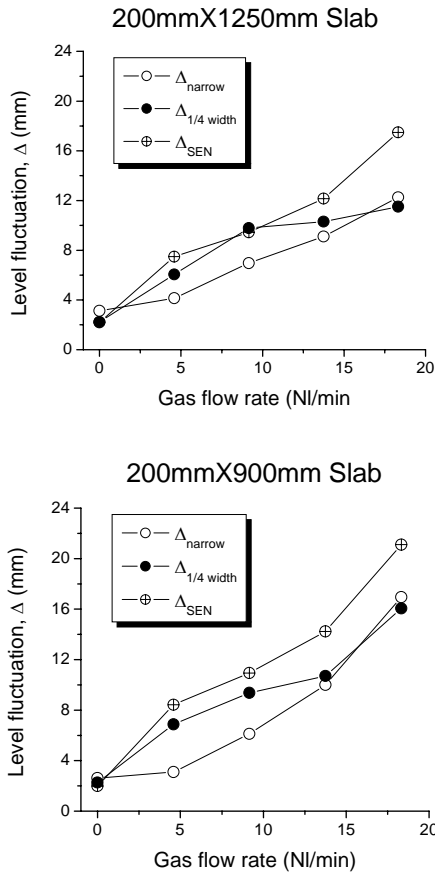 200mmX1250mm Slab
24
20
16
12
8
4
0
Level fluctuation, Δ (mm)
Δnarrow
Δ1/4 width
ΔSEN
0 5 10 15 20
Gas flow rate (Nl/min
200mmX900mm Slab
24
20
16
12
8
4
0
Level fluctuation, Δ (mm)
Δnarrow
Δ1/4 width
ΔSEN
0 5 10 15 20
Gas flow rate (Nl/min)